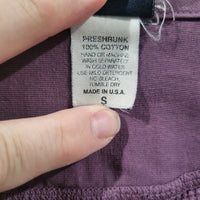 PRESHRUNK
100% COTTON
HAND OR MACHINE
WASH SEPARATELY
IN COLD WATER
USE MILD DETERGENT
NO BLEACH,
TUMBLE DRY
MADE IN U.S.A.
S